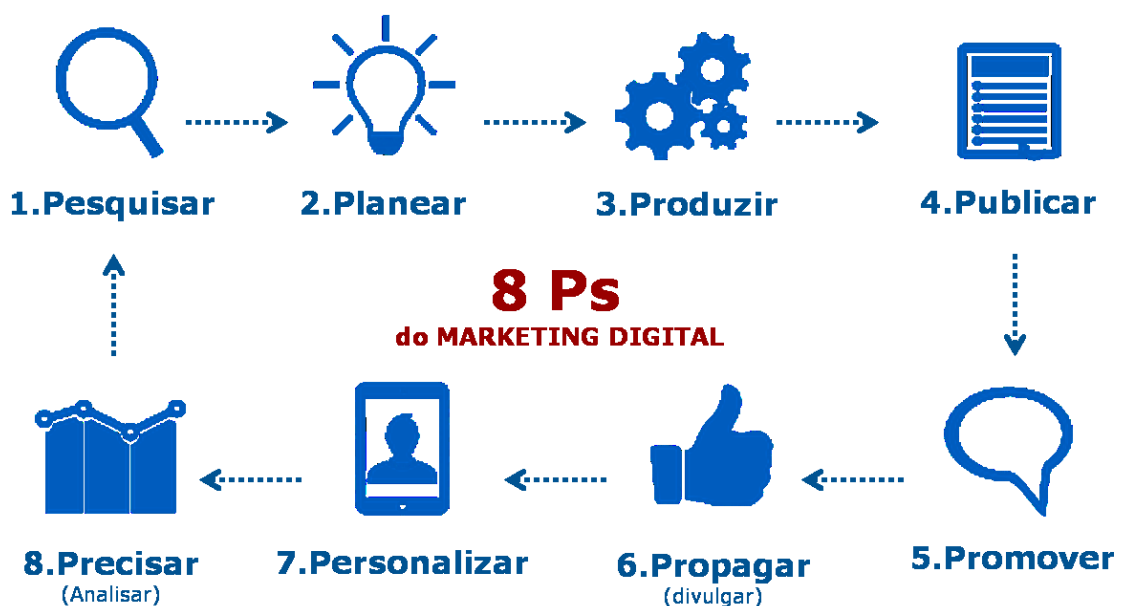 1.Pesquisar
2.Planear
3.Produzir
4.Publicar
8 Ps
do MARKETING DIGITAL
8.Precisar
(Analisar)
7.Personalizar
6.Propagar
(divulgar)
5.Promover